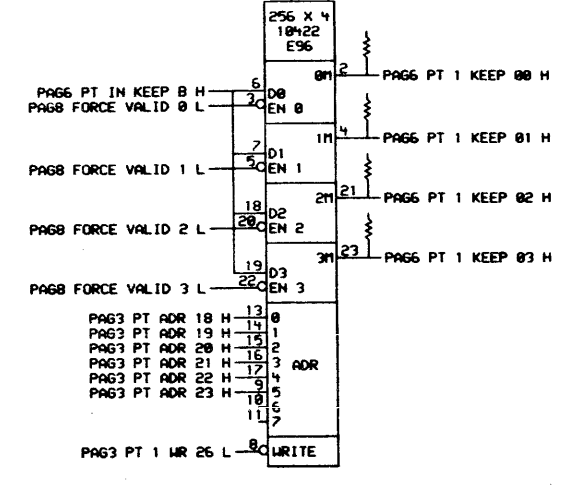 256 X 4
10422
E96
0M 2 PAG6 PT 1 KEEP 00 H
PAG6 PT IN KEEP B H 6 D0
PAG8 FORCE VALID 0 L 3 EN 0
1M 4 PAG6 PT 1 KEEP 01 H
7 D1
PAG8 FORCE VALID 1 L 5 EN 1
2M 21 PAG6 PT 1 KEEP 02 H
18 D2
PAG8 FORCE VALID 2 L 20 EN 2
3M 23 PAG6 PT 1 KEEP 03 H
19 D3
PAG8 FORCE VALID 3 L 22 EN 3
PAG3 PT ADR 18 H 13 0
PAG3 PT ADR 19 H 14 1
PAG3 PT ADR 20 H 15 2
PAG3 PT ADR 21 H 16 3 ADR
PAG3 PT ADR 22 H 17 4
PAG3 PT ADR 23 H 9 5
10 6
11 7
PAG3 PT 1 WR 26 L 8 WRITE